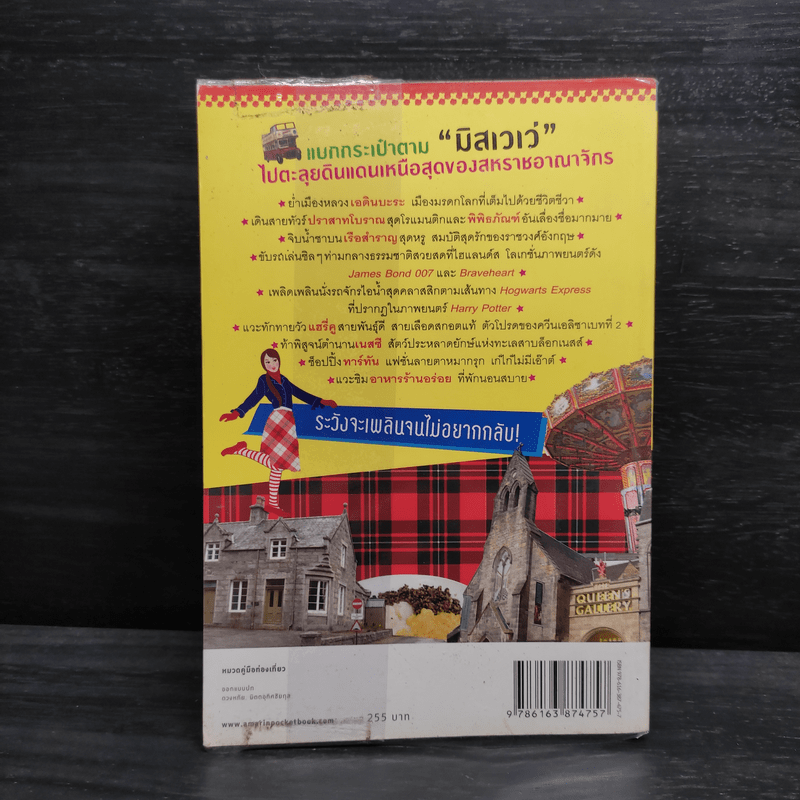 แบกกระเป๋าตาม "มิสเวเว่"
ไปตะลุยดินแดนเหนือสุดของสหราชอาณาจักร
★ ย่ำเมืองหลวงเอดินบะระ เมืองมรดกโลกที่เต็มไปด้วยชีวิตชีวา ★
★ เดินสายทัวร์ปราสาทโบราณสุดโรแมนติกและพิพิธภัณฑ์อันเลื่องชื่อมากมาย ★
★ จิบน้ำชาบนเรือสำราญสุดหรู สมบัติสุดรักของราชวงศ์อังกฤษ ★
★ ขับรถเล่นชิลๆ ท่ามกลางธรรมชาติสวยสดที่ไฮแลนด์ส โลเกชั่นภาพยนตร์ดัง
James Bond 007 และ Braveheart ★
★ เพลิดเพลินนั่งรถจักรไอน้ำสุดคลาสสิกตามเส้นทาง Hogwarts Express
ที่ปรากฏในภาพยนตร์ Harry Potter ★
★ แวะทักทายวัวแฮรี่คูสายพันธุ์ดี สายเลือดสกอตแท้ ตัวโปรดของควีนเอลิซาเบทที่ 2 ★
★ ท้าพิสูจน์ตำนานเนสซี สัตว์ประหลาดยักษ์แห่งทะเลสาบล็อกเนสส์ ★
★ ช็อปปิ้งทาร์ทัน แฟชั่นลายตาหมากรุก เก๋ไก๋ไม่มีเอ๊าต์ ★
★ แวะชิมอาหารร้านอร่อย ที่พักนอนสบาย ★
ระวังจะเพลินจนไม่อยากกลับ!
QUEEN'S
GALLERY
หมวดคู่มือท่องเที่ยว
ออกแบบปก
www.amarinpocketbook.com
255 บาท
9 786163 874757